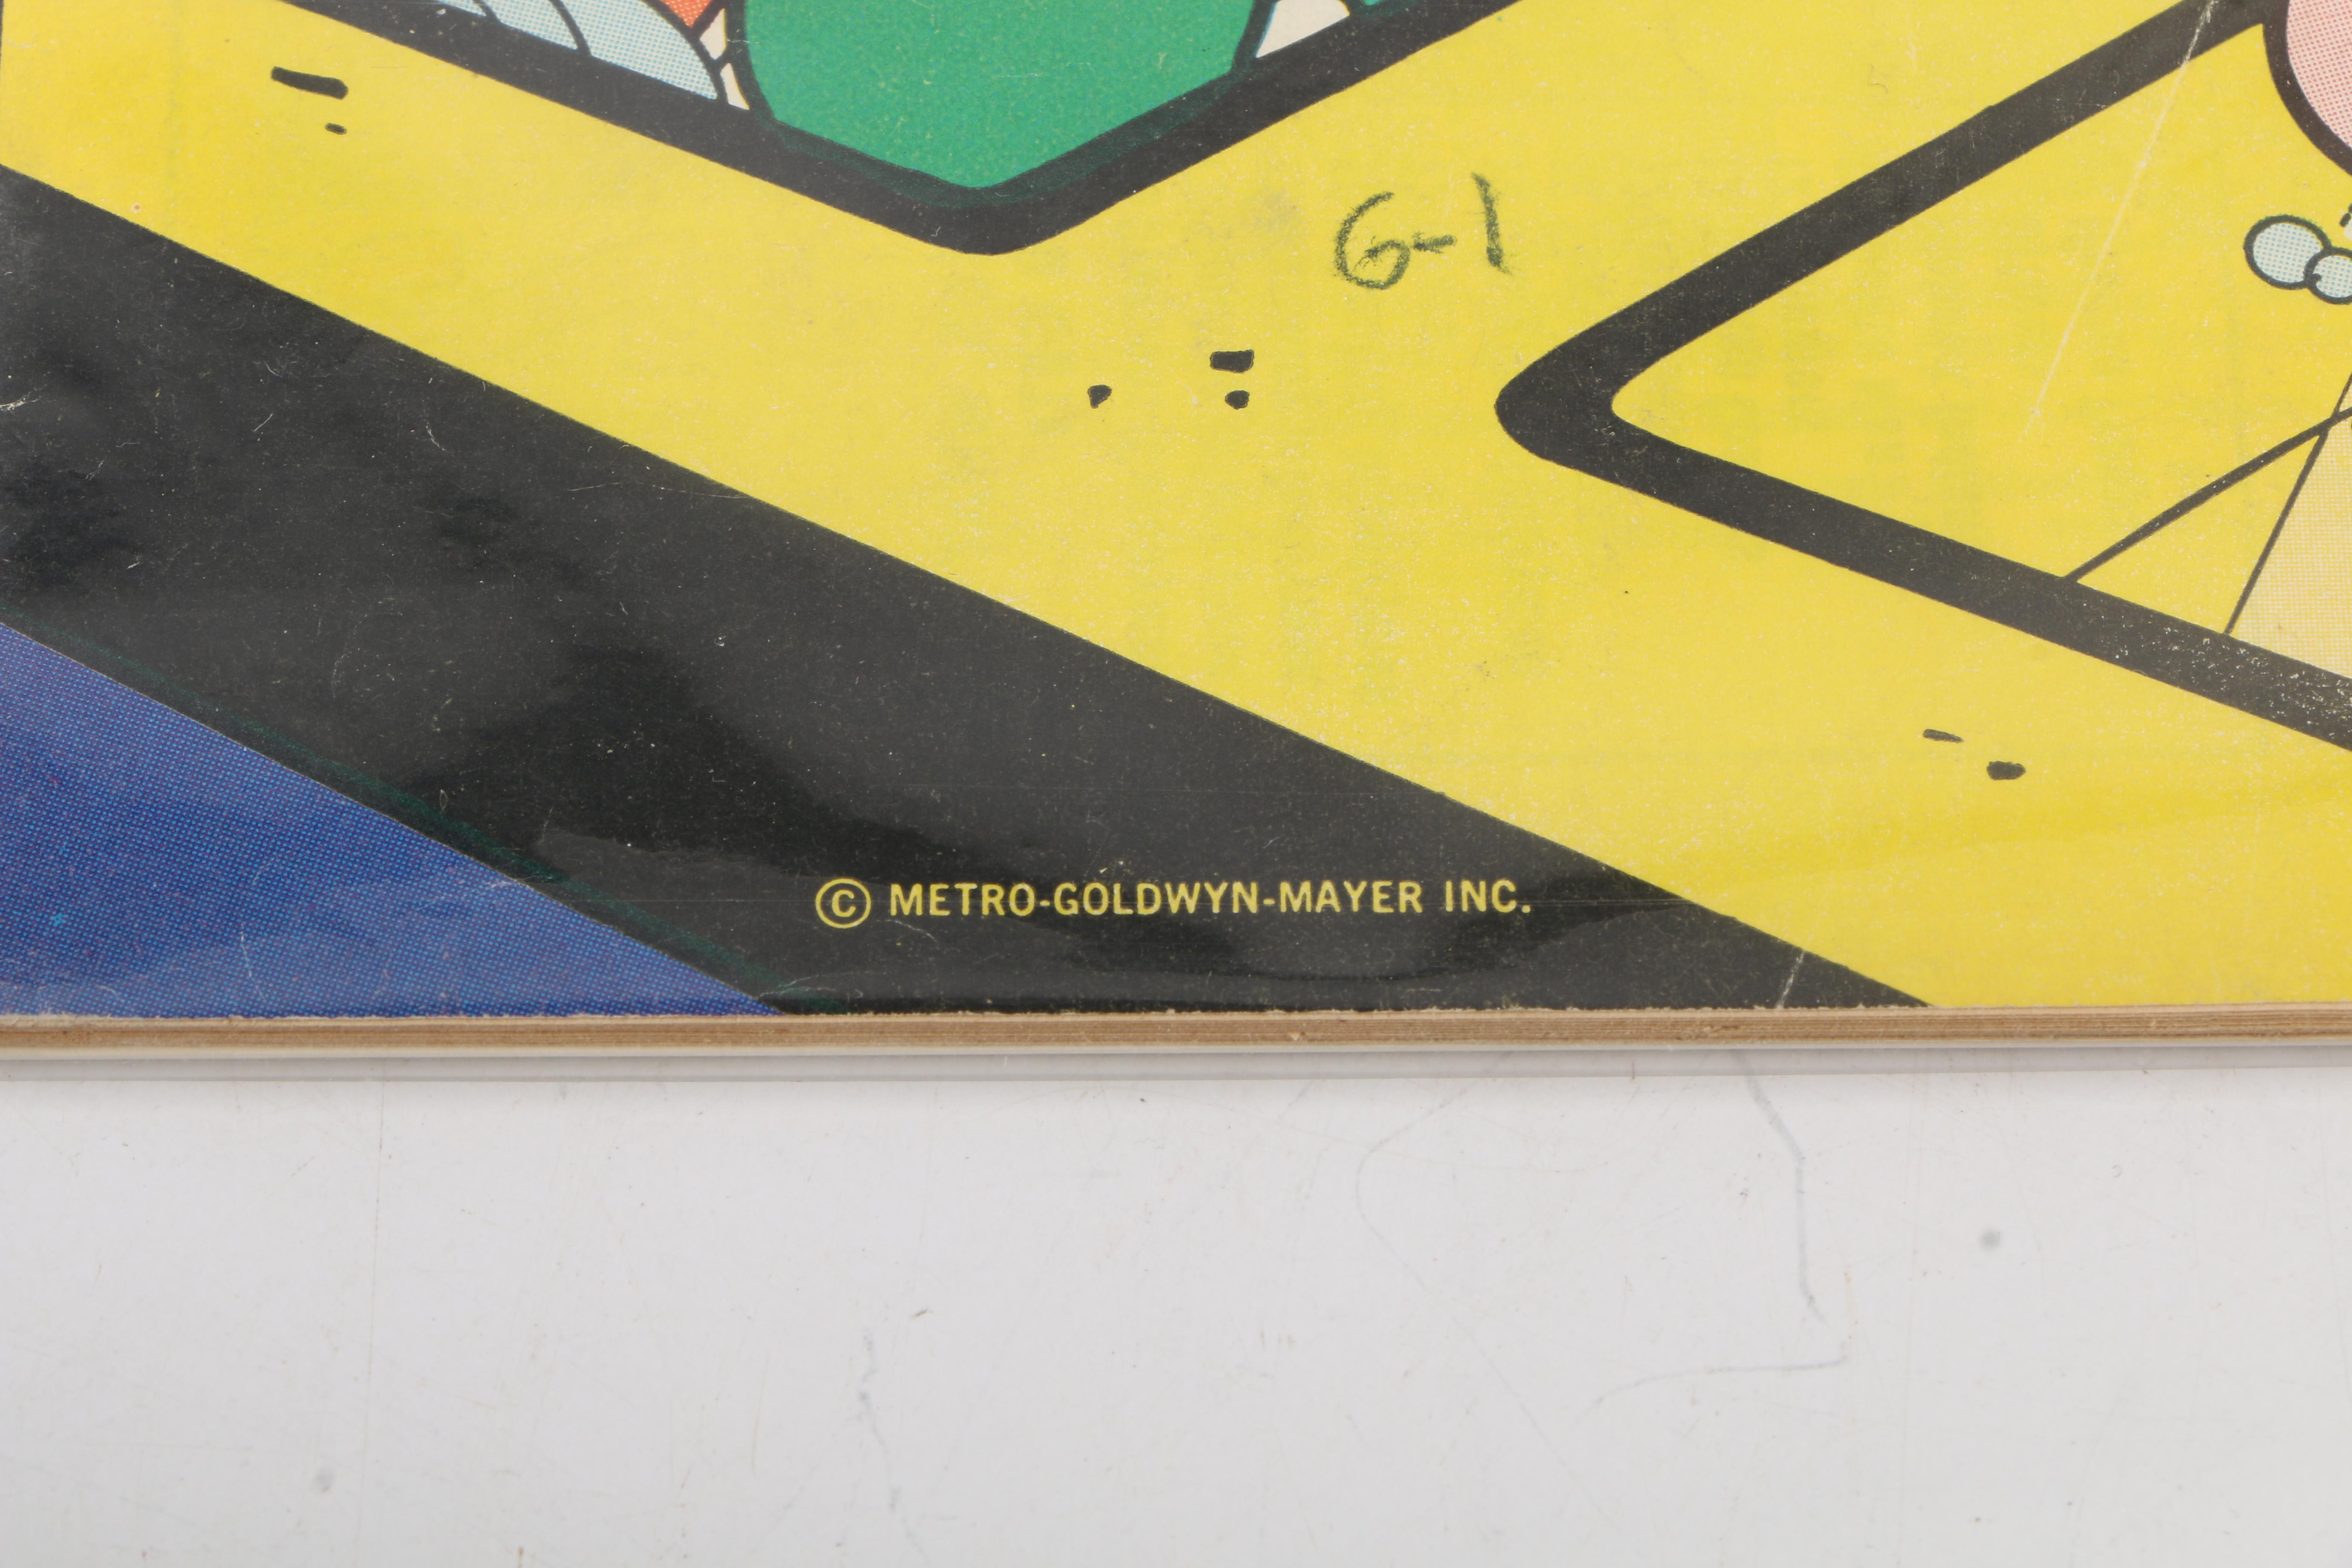 G-1
© METRO-GOLDWYN-MAYER INC.